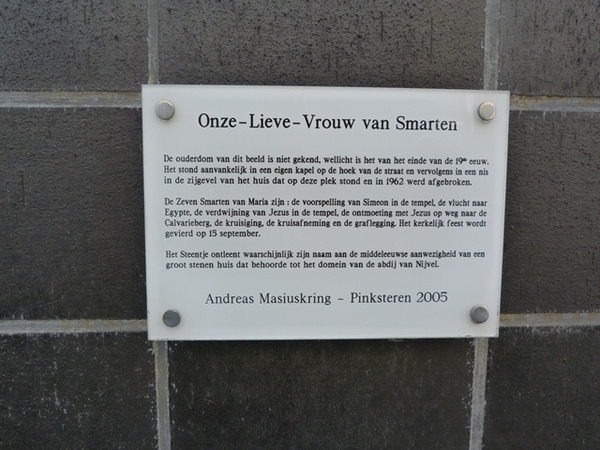 Onze-Lieve-Vrouw van Smarten
De ouderdom van dit beeld is niet gekend, wellicht is het van het einde van de 19de eeuw.
Het stond aanvankelijk in een eigen kapel op de hoek van de straat en vervolgens in een nis
in de zijgevel van het huis dat op deze plek stond en in 1962 werd afgebroken.
De Zeven Smarten van Maria zijn : de voorspelling van Simeon in de tempel, de vlucht naar
Egypte, de verdwijning van Jezus in de tempel, de ontmoeting met Jezus op weg naar de
Calvarieberg, de kruisiging, de kruisafneming en de graflegging. Het kerkelijk feest wordt
gevierd op 15 september.
Het Steentje ontleent waarschijnlijk zijn naam aan de middeleeuwse aanwezigheid van een
groot stenen huis dat behoorde tot het domein van de abdij van Nijvel.
Andreas Masiuskring - Pinksteren 2005